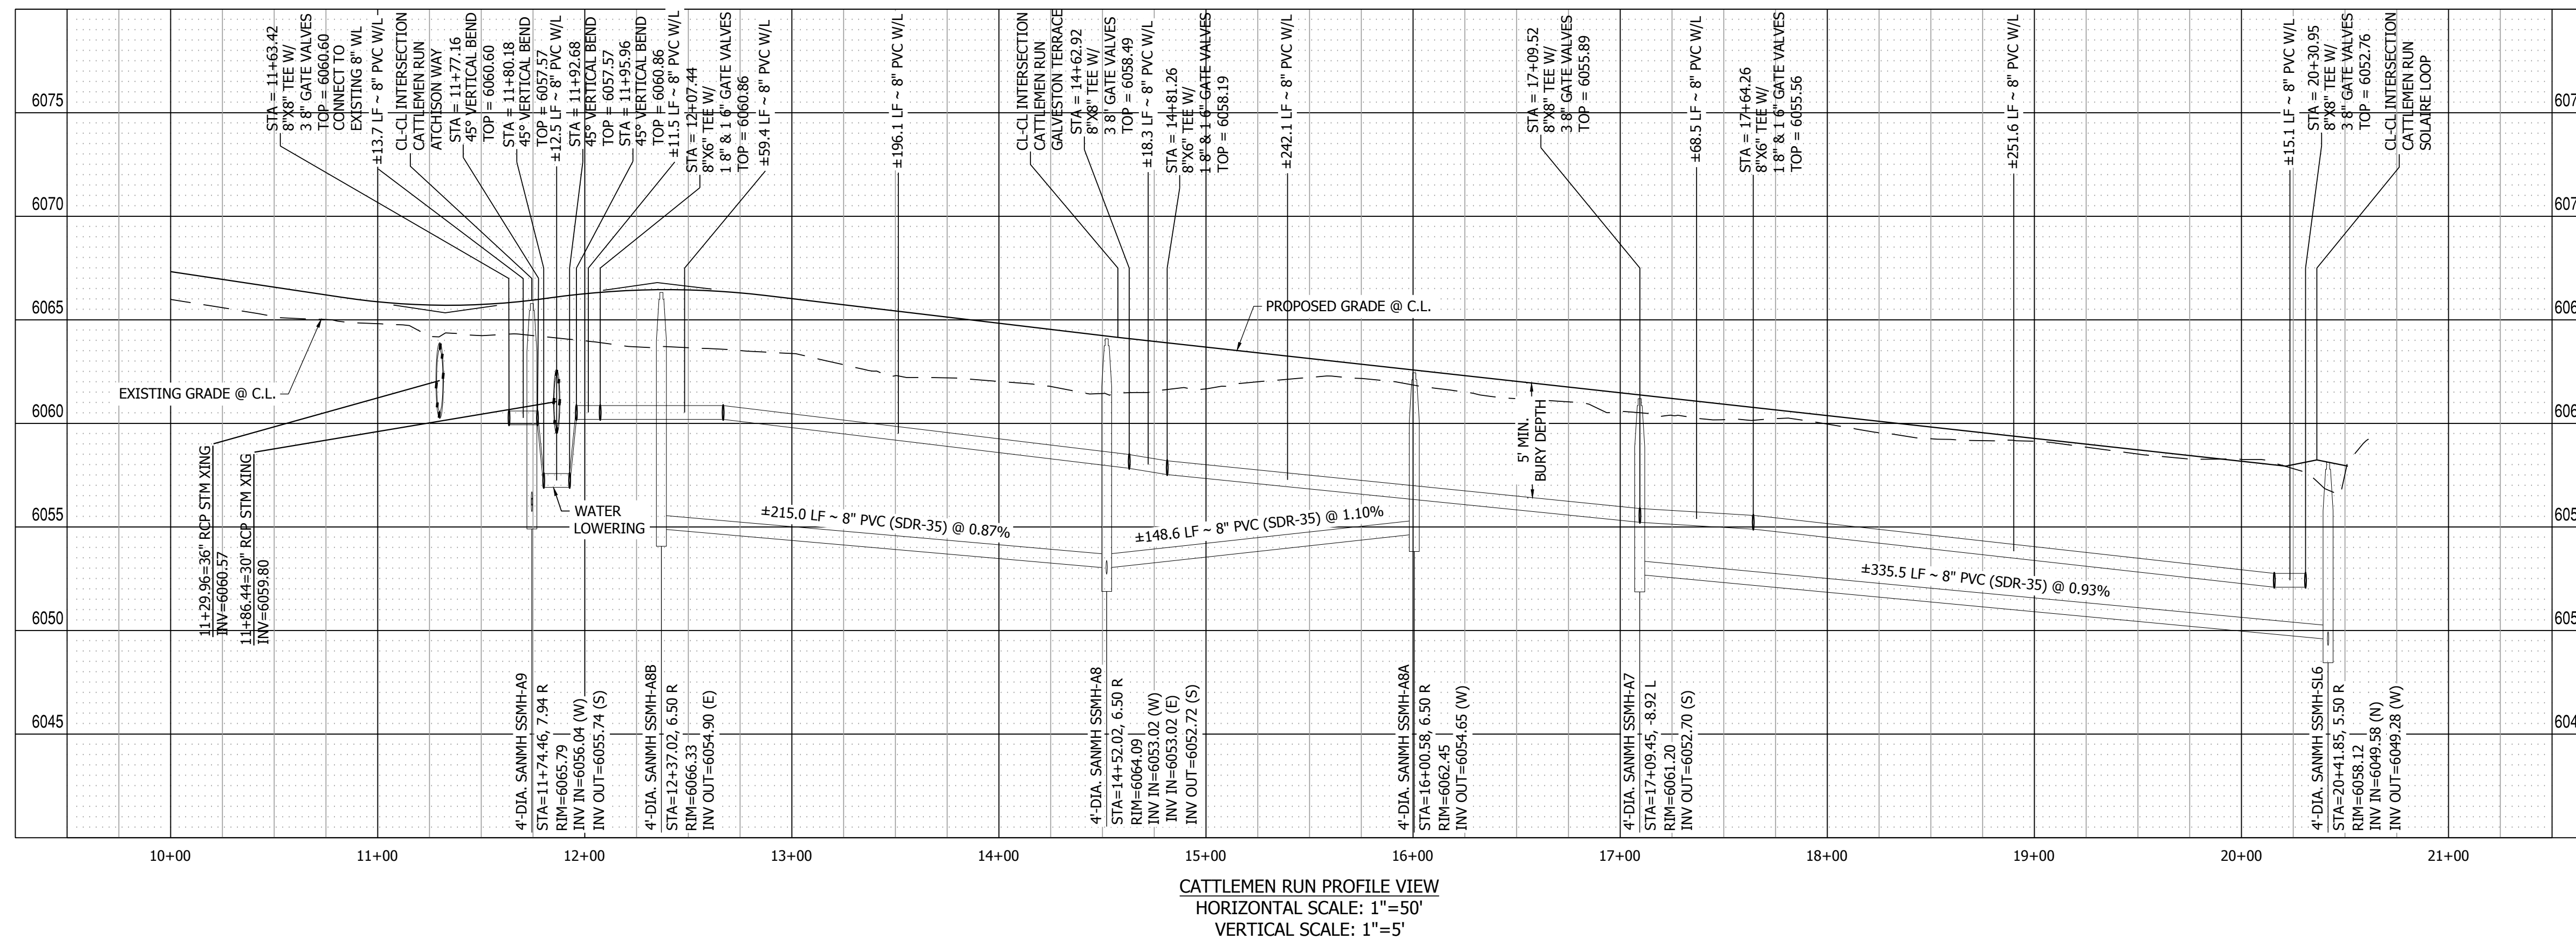 STA = 11+63.42
8"X8" TEE W/
3 8" GATE VALVES
TOP = 6060.60
CONNECT TO
EXISTING 8" WL
±13.7 LF ~ 8" PVC W/L
CL-CL INTERSECTION
CATTLEMEN RUN
ATCHISON WAY
STA = 11+77.16
45° VERTICAL BEND
TOP = 6060.60
STA = 11+80.18
45° VERTICAL BEND
TOP = 6057.57
±12.5 LF ~ 8" PVC W/L
STA = 11+92.68
45° VERTICAL BEND
TOP = 6057.57
STA = 11+95.96
45° VERTICAL BEND
TOP = 6060.86
±11.5 LF ~ 8" PVC W/L
STA = 12+07.44
8"X6" TEE W/
1 8" & 1 6" GATE VALVES
TOP = 6060.86
±59.4 LF ~ 8" PVC W/L
±196.1 LF ~ 8" PVC W/L
CL-CL INTERSECTION
CATTLEMEN RUN
GALVESTON TERRACE
STA = 14+62.92
8"X8" TEE W/
3 8" GATE VALVES
TOP = 6058.49
±18.3 LF ~ 8" PVC W/L
STA = 14+81.26
8"X6" TEE W/
1 8" & 1 6" GATE VALVES
TOP = 6058.19
±242.1 LF ~ 8" PVC W/L
STA = 17+09.52
8"X8" TEE W/
3 8" GATE VALVES
TOP = 6055.89
±68.5 LF ~ 8" PVC W/L
STA = 17+64.26
8"X6" TEE W/
1 8" & 1 6" GATE VALVES
TOP = 6055.56
±251.6 LF ~ 8" PVC W/L
±15.1 LF ~ 8" PVC W/L
STA = 20+30.95
8"X8" TEE W/
3 8" GATE VALVES
TOP = 6052.76
CL-CL INTERSECTION
CATTLEMEN RUN
SOLAIRE LOOP
6075
6070
6065
6060
6055
6050
6045
607
607
606
606
605
605
604
PROPOSED GRADE @ C.L.
EXISTING GRADE @ C.L.
5' MIN.
BURY DEPTH
WATER
LOWERING
±215.0 LF ~ 8" PVC (SDR-35) @ 0.87%
±148.6 LF ~ 8" PVC (SDR-35) @ 1.10%
±335.5 LF ~ 8" PVC (SDR-35) @ 0.93%
11+29.96=36" RCP STM XING
INV=6060.57
11+86.44=30" RCP STM XING
INV=6059.80
4'-DIA. SANMH SSMH-A9
STA=11+74.46, 7.94 R
RIM=6065.79
INV IN=6056.04 (W)
INV OUT=6055.74 (S)
4'-DIA. SANMH SSMH-A8B
STA=12+37.02, 6.50 R
RIM=6066.33
INV OUT=6054.90 (E)
4'-DIA. SANMH SSMH-A8
STA=14+52.02, 6.50 R
RIM=6064.09
INV IN=6053.02 (W)
INV IN=6053.02 (E)
INV OUT=6052.72 (S)
4'-DIA. SANMH SSMH-A8A
STA=16+00.58, 6.50 R
RIM=6062.45
INV OUT=6054.65 (W)
4'-DIA. SANMH SSMH-A7
STA=17+09.45, -8.92 L
RIM=6061.20
INV OUT=6052.70 (S)
4'-DIA. SANMH SSMH-SL6
STA=20+41.85, 5.50 R
RIM=6058.12
INV IN=6049.58 (N)
INV OUT=6049.28 (W)
10+00
11+00
12+00
13+00
14+00
15+00
16+00
17+00
18+00
19+00
20+00
21+00
CATTLEMEN RUN PROFILE VIEW
HORIZONTAL SCALE: 1"=50'
VERTICAL SCALE: 1"=5'